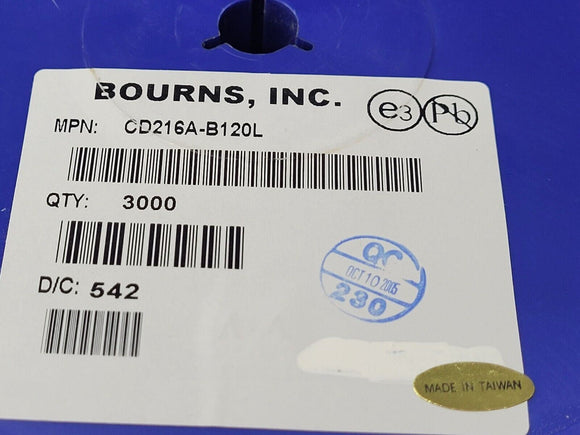 BOURNS, INC.
e3 Pb
MPN: CD216A-B120L
QTY: 3000
D/C: 542
QC
OCT 10 2005
230
MADE IN TAIWAN